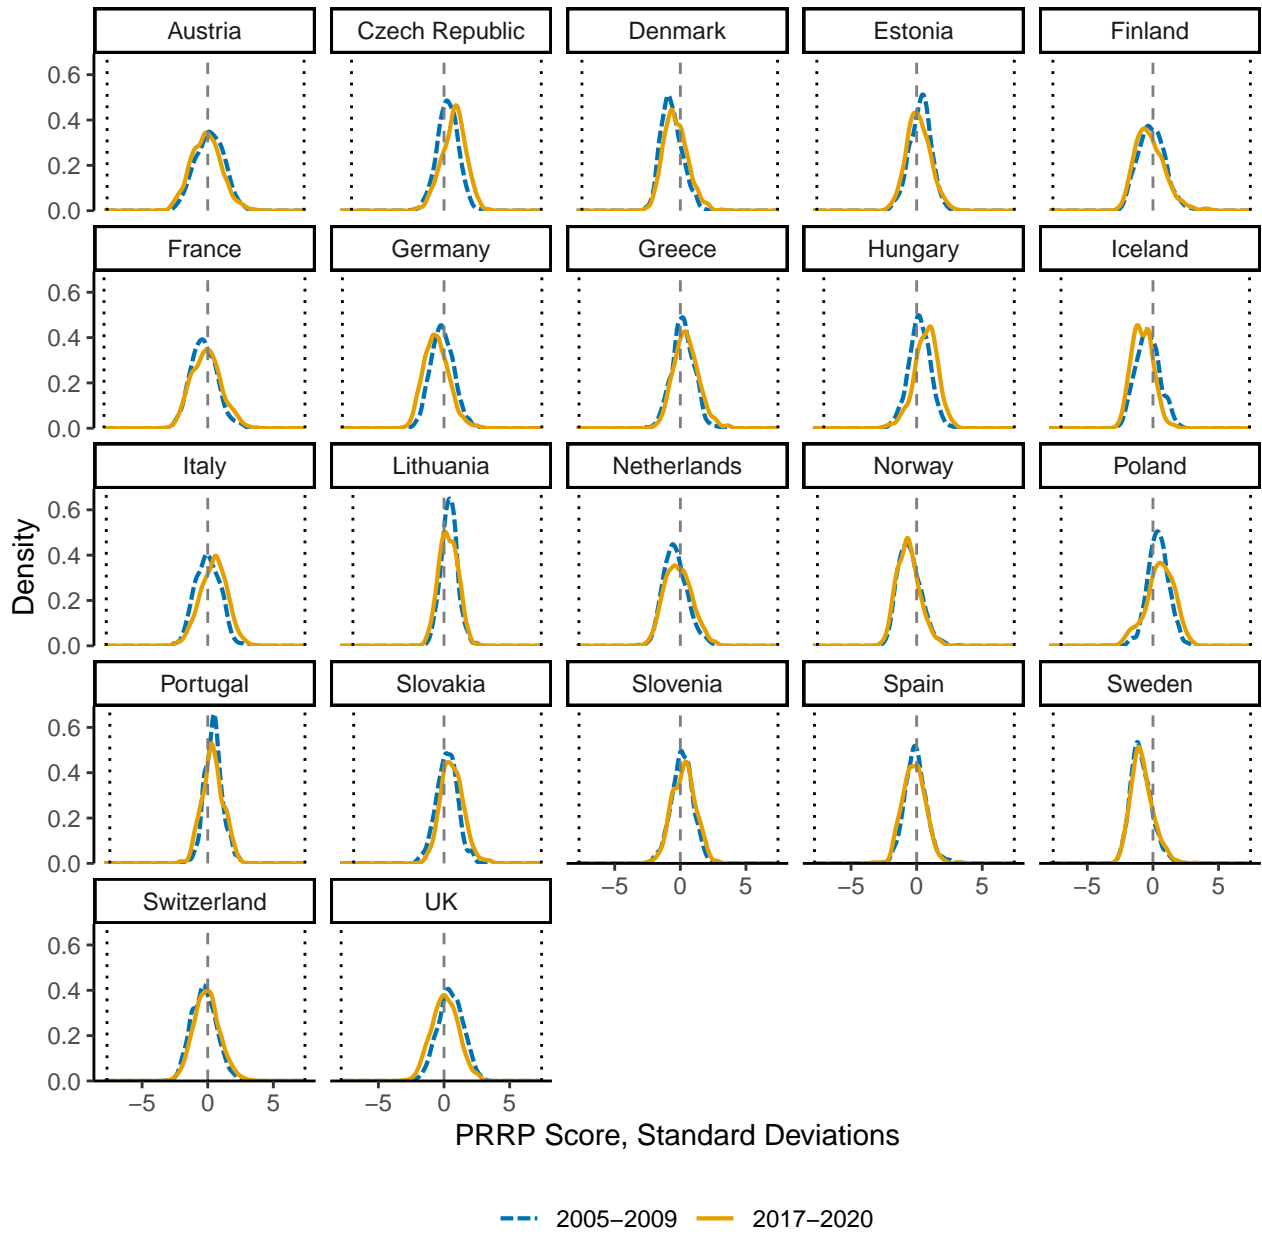 Austria Czech Republic Denmark Estonia Finland
0.6
0.4
0.2
0.0
France Germany Greece Hungary Iceland
0.6
0.4
0.2
0.0
Italy Lithuania Netherlands Norway Poland
0.6
0.4
0.2
0.0
Density
Portugal Slovakia Slovenia Spain Sweden
0.6
0.4
0.2
0.0
−5 0 5 −5 0 5 −5 0 5
Switzerland UK
0.6
0.4
0.2
0.0
−5 0 5 −5 0 5
PRRP Score, Standard Deviations
2005−2009 2017−2020